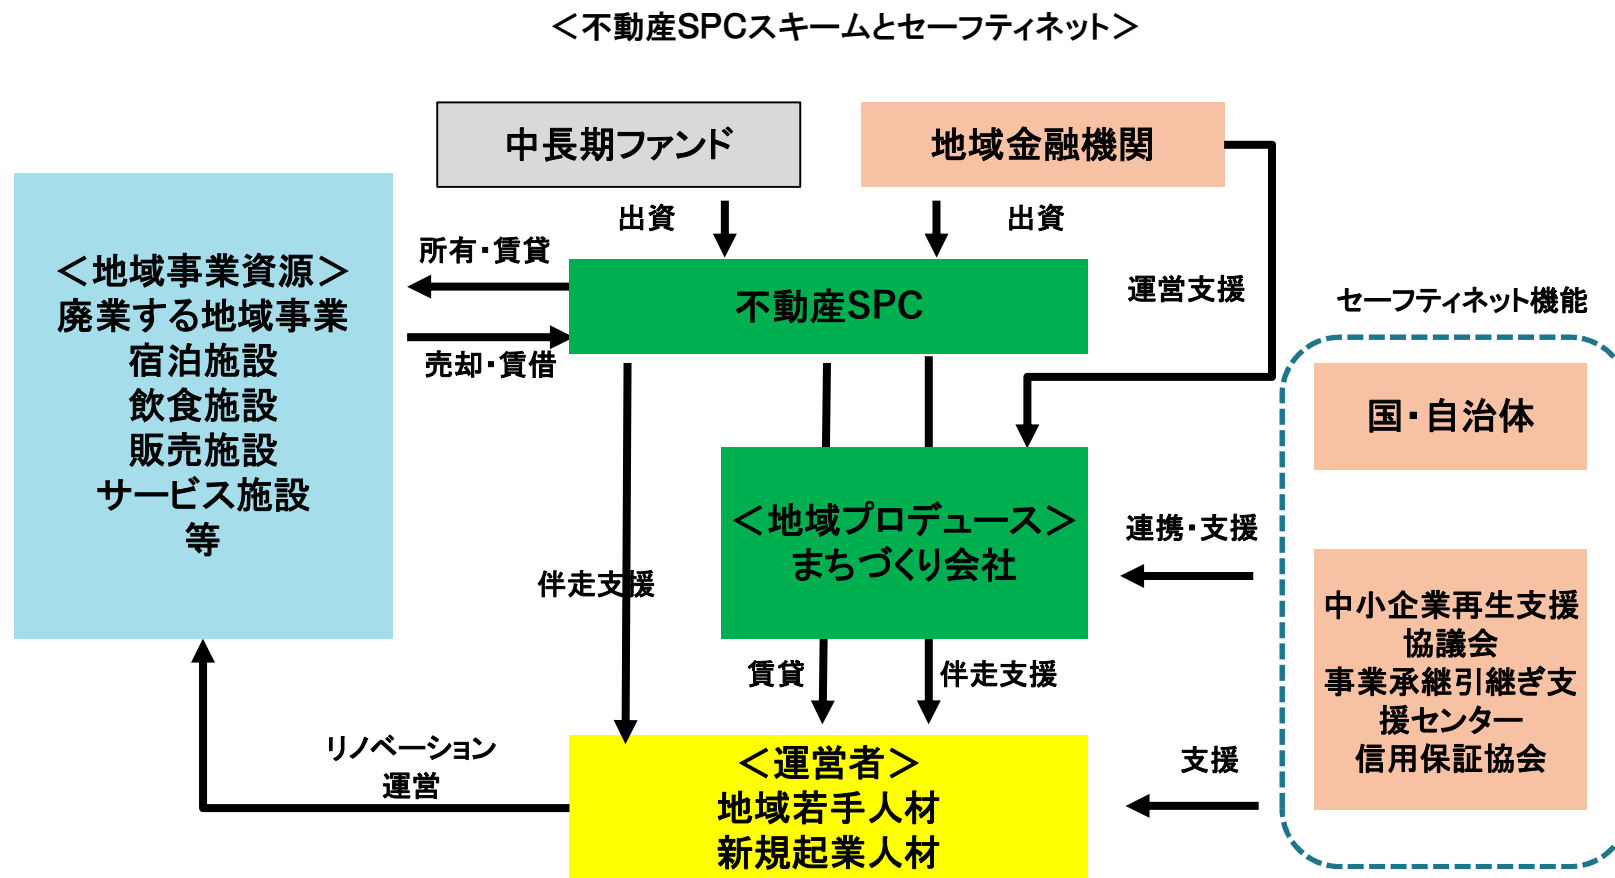 ＜不動産SPCスキームとセーフティネット＞
中長期ファンド
地域金融機関
出資
出資
＜地域事業資源＞
廃業する地域事業
宿泊施設
飲食施設
販売施設
サービス施設
等
所有・賃貸
売却・賃借
不動産SPC
運営支援
セーフティネット機能
国・自治体
＜地域プロデュース＞
まちづくり会社
連携・支援
伴走支援
中小企業再生支援
協議会
事業承継引継ぎ支
援センター
信用保証協会
賃貸
伴走支援
リノベーション
運営
＜運営者＞
地域若手人材
新規起業人材
支援